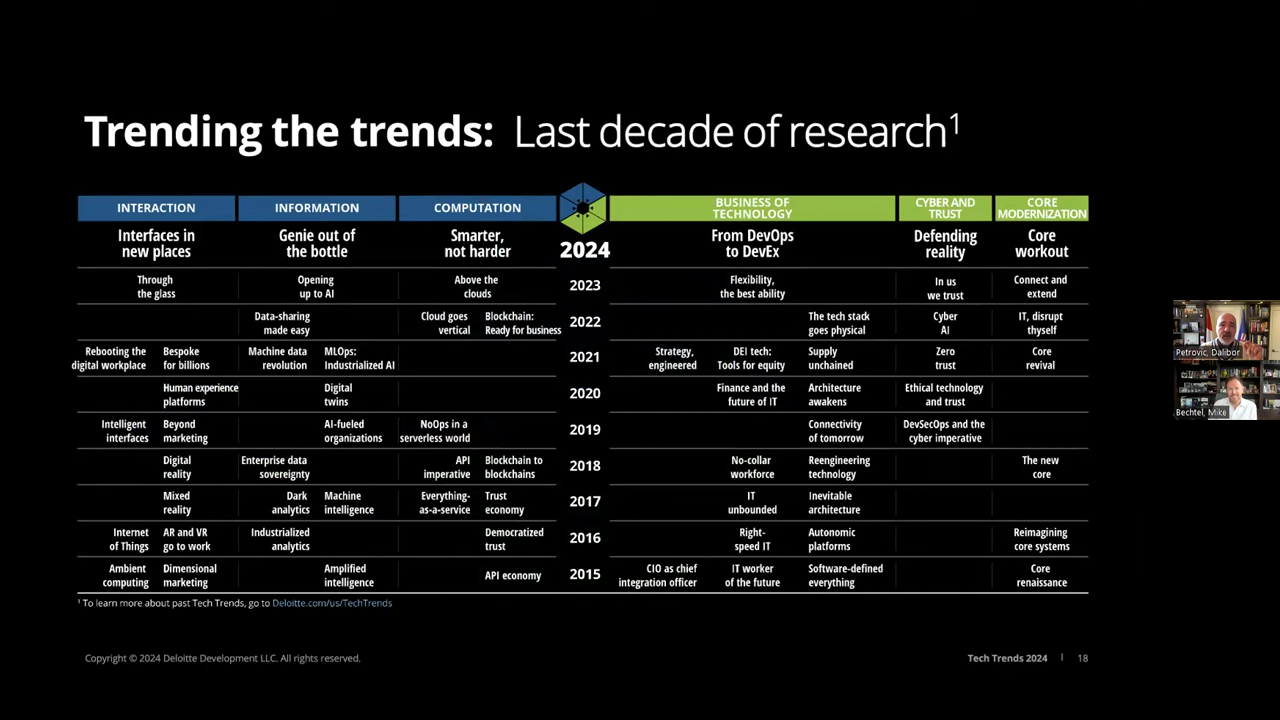 Trending the trends: Last decade of research¹
INTERACTION
INFORMATION
COMPUTATION
BUSINESS OF
TECHNOLOGY
CYBER AND
TRUST
CORE
MODERNIZATION
Interfaces in
new places
Genie out of
the bottle
Smarter,
not harder
2024
From DevOps
to DevEx
Defending
reality
Core
workout
Through
the glass
Opening
up to AI
Above the
clouds
2023
Flexibility,
the best ability
In us
we trust
Connect and
extend
Data-sharing
made easy
Cloud goes
vertical
Blockchain:
Ready for business
2022
The tech stack
goes physical
Cyber
AI
IT, disrupt
thyself
Rebooting the
digital workplace
Bespoke
for billions
Machine data
revolution
MLOps:
Industrialized AI
2021
Strategy,
engineered
DEI tech:
Tools for equity
Supply
unchained
Zero
trust
Core
revival
Human experience
platforms
Digital
twins
2020
Finance and the
future of IT
Architecture
awakens
Ethical technology
and trust
Intelligent
interfaces
Beyond
marketing
AI-fueled
organizations
NoOps in a
serverless world
2019
Connectivity
of tomorrow
DevSecOps and the
cyber imperative
Digital
reality
Enterprise data
sovereignty
API
imperative
Blockchain to
blockchains
2018
No-collar
workforce
Reengineering
technology
The new
core
Mixed
reality
Dark
analytics
Machine
intelligence
Everything-
as-a-service
Trust
economy
2017
IT
unbounded
Inevitable
architecture
Internet
of Things
AR and VR
go to work
Industrialized
analytics
Democratized
trust
2016
Right-
speed IT
Autonomic
platforms
Reimagining
core systems
Ambient
computing
Dimensional
marketing
Amplified
intelligence
API economy
2015
CIO as chief
integration officer
IT worker
of the future
Software-defined
everything
Core
renaissance
¹ To learn more about past Tech Trends, go to Deloitte.com/us/TechTrends
Copyright © 2024 Deloitte Development LLC. All rights reserved.
Tech Trends 2024 | 18
Petrovic, Dalibor
Bechtel, Mike